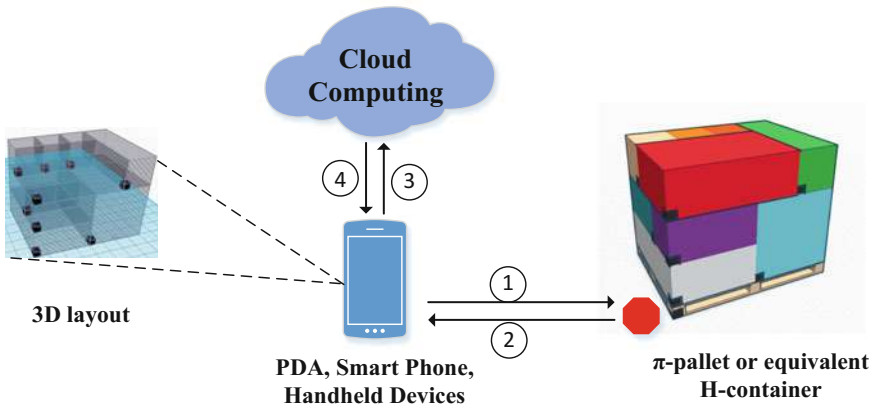 Cloud
Computing
4
3
1
2
3D layout
PDA, Smart Phone,
Handheld Devices
π-pallet or equivalent
H-container